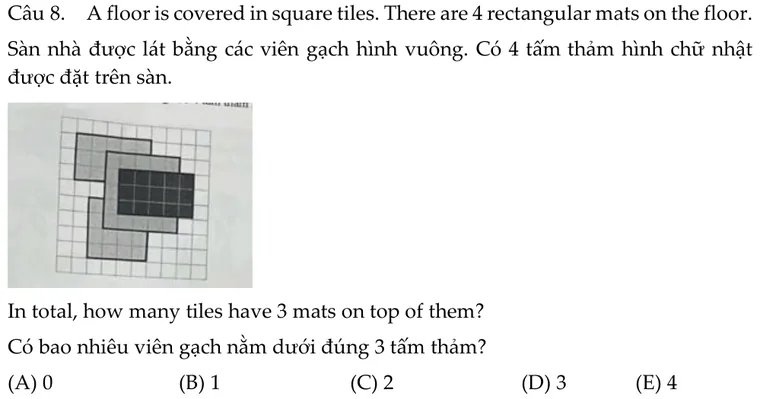 Câu 8. A floor is covered in square tiles. There are 4 rectangular mats on the floor.
Sàn nhà được lát bằng các viên gạch hình vuông. Có 4 tấm thảm hình chữ nhật
được đặt trên sàn.
In total, how many tiles have 3 mats on top of them?
Có bao nhiêu viên gạch nằm dưới đúng 3 tấm thảm?
(A) 0 (B) 1 (C) 2 (D) 3 (E) 4